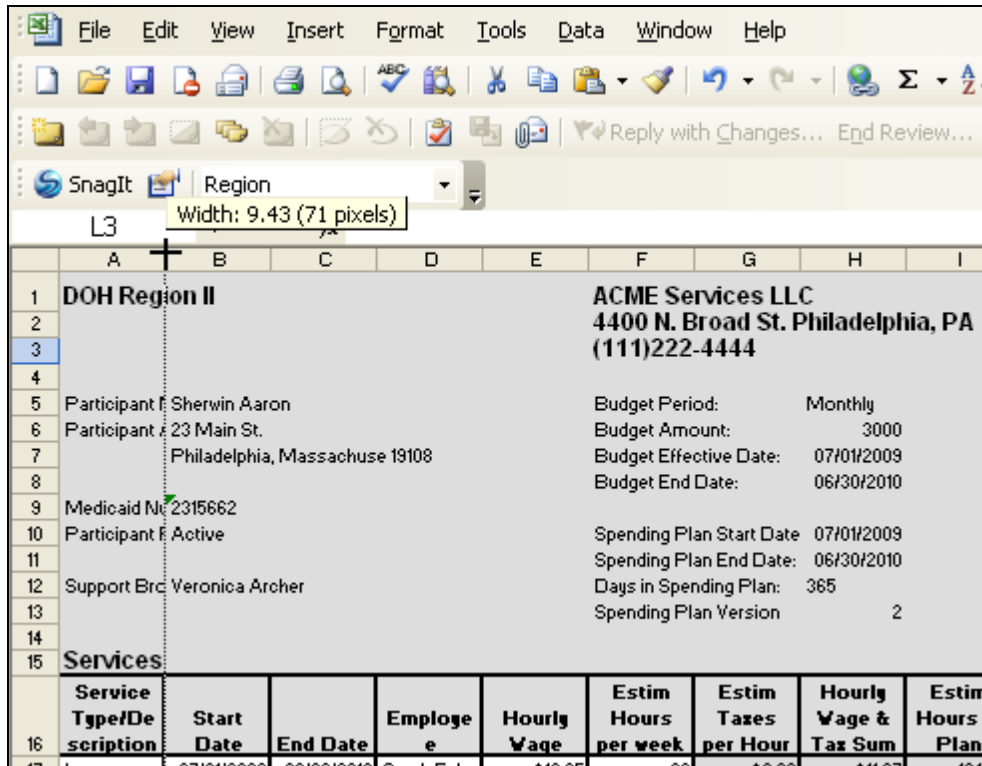 File Edit View Insert Format Tools Data Window Help
ABC Σ A Z
Reply with Changes... End Review...
SnagIt Region
Width: 9.43 (71 pixels)
L3
A B C D E F G H I
1 DOH Region II ACME Services LLC
2 4400 N. Broad St. Philadelphia, PA
3 (111)222-4444
4
5 Participant Sherwin Aaron Budget Period: Monthly
6 Participant 23 Main St. Budget Amount: 3000
7 Philadelphia, Massachuse 19108 Budget Effective Date: 07/01/2009
8 Budget End Date: 06/30/2010
9 Medicaid 2315662
10 Participant Active Spending Plan Start Date 07/01/2009
11 Spending Plan End Date: 06/30/2010
12 Support Bro Veronica Archer Days in Spending Plan: 365
13 Spending Plan Version 2
14
15 Services
Service Estim Estim Hourly Estim
Type/De Start Employe Hourly Hours Taxes Wage & Hours
16 scription Date End Date e Wage per week per Hour Tax Sum Plan